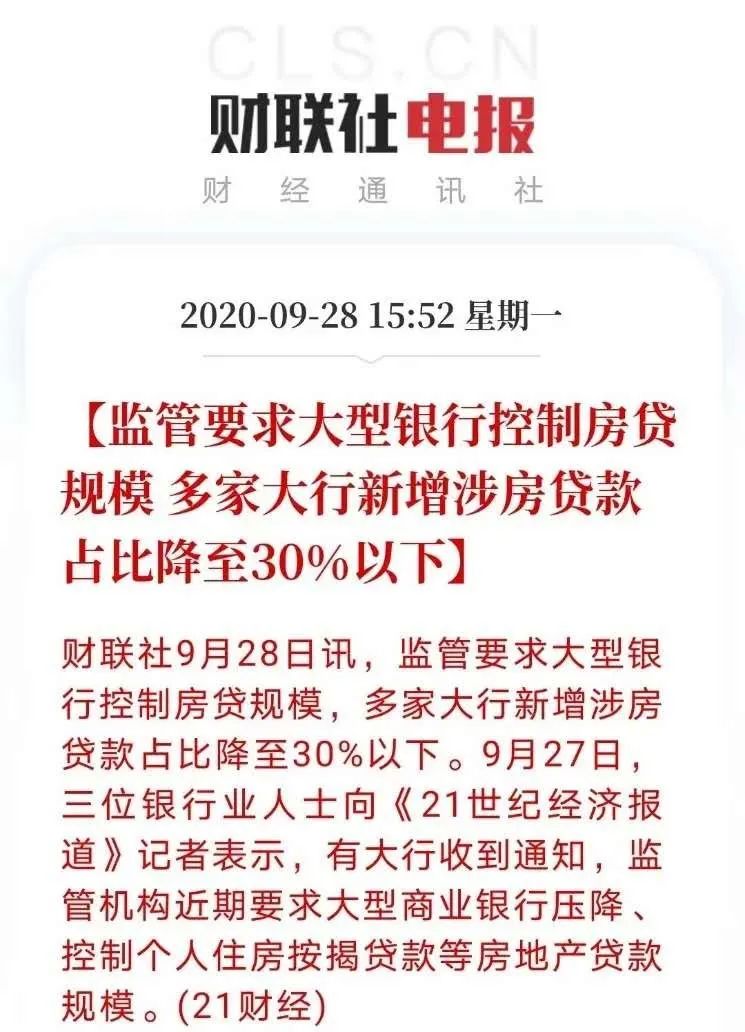 CLS.CN
财联社电报
财经通讯社
2020-09-28 15:52 星期一
【监管要求大型银行控制房贷
规模 多家大行新增涉房贷款
占比降至30%以下】
财联社9月28日讯，监管要求大型银
行控制房贷规模，多家大行新增涉房
贷款占比降至30%以下。9月27日，
三位银行业人士向《21世纪经济报
道》记者表示，有大行收到通知，监
管机构近期要求大型商业银行压降、
控制个人住房按揭贷款等房地产贷款
规模。(21财经)